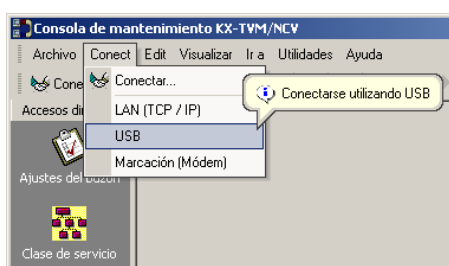 Consola de mantenimiento KX-TVM/NCV
Archivo Conect Edit Visualizar Ir a Utilidades Ayuda
Cone Conectar...
Conectarse utilizando USB
Accesos di LAN (TCP / IP)
USB
Marcación (Módem)
Ajustes del buzón
Clase de servicio